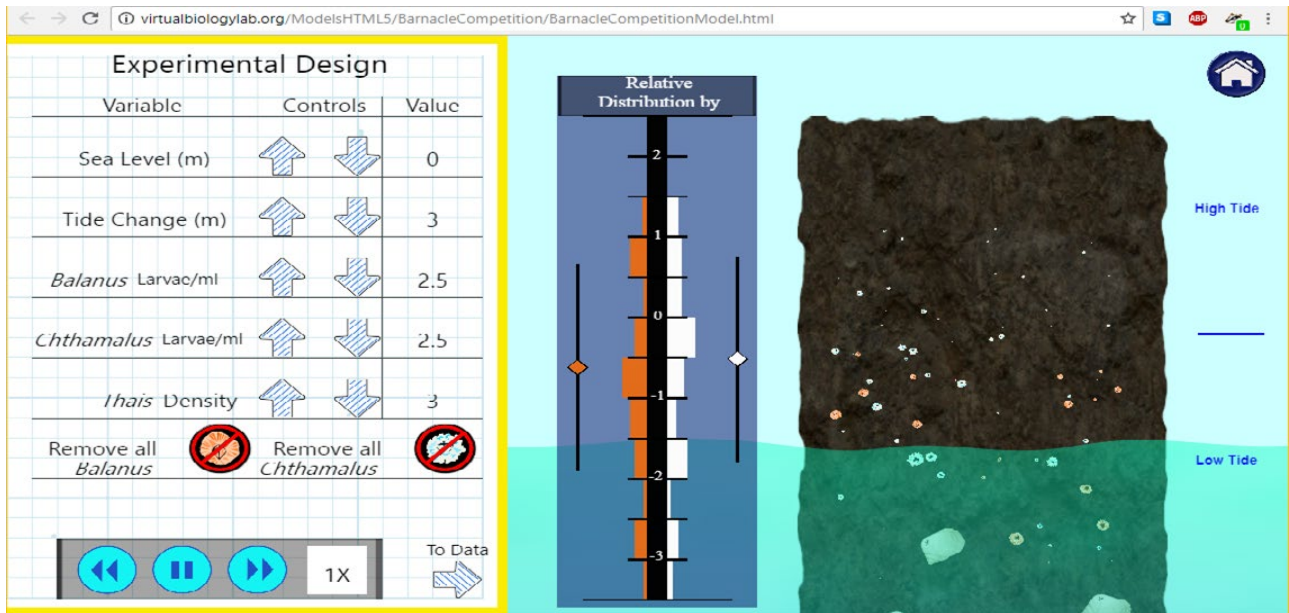 virtualbiologylab.org/ModelsHTML5/BarnacleCompetition/BarnacleCompetitionModel.html
S
ABP
U
Experimental Design
Variable Controls Value
Sea Level (m) 0
Tide Change (m) 3
Balanus Larvae/ml 2.5
Chthamalus Larvae/ml 2.5
Thais Density 3
Remove all
Balanus
Remove all
Chthamalus
1X
To Data
Relative
Distribution by
2
1
0
-1
-2
-3
High Tide
Low Tide